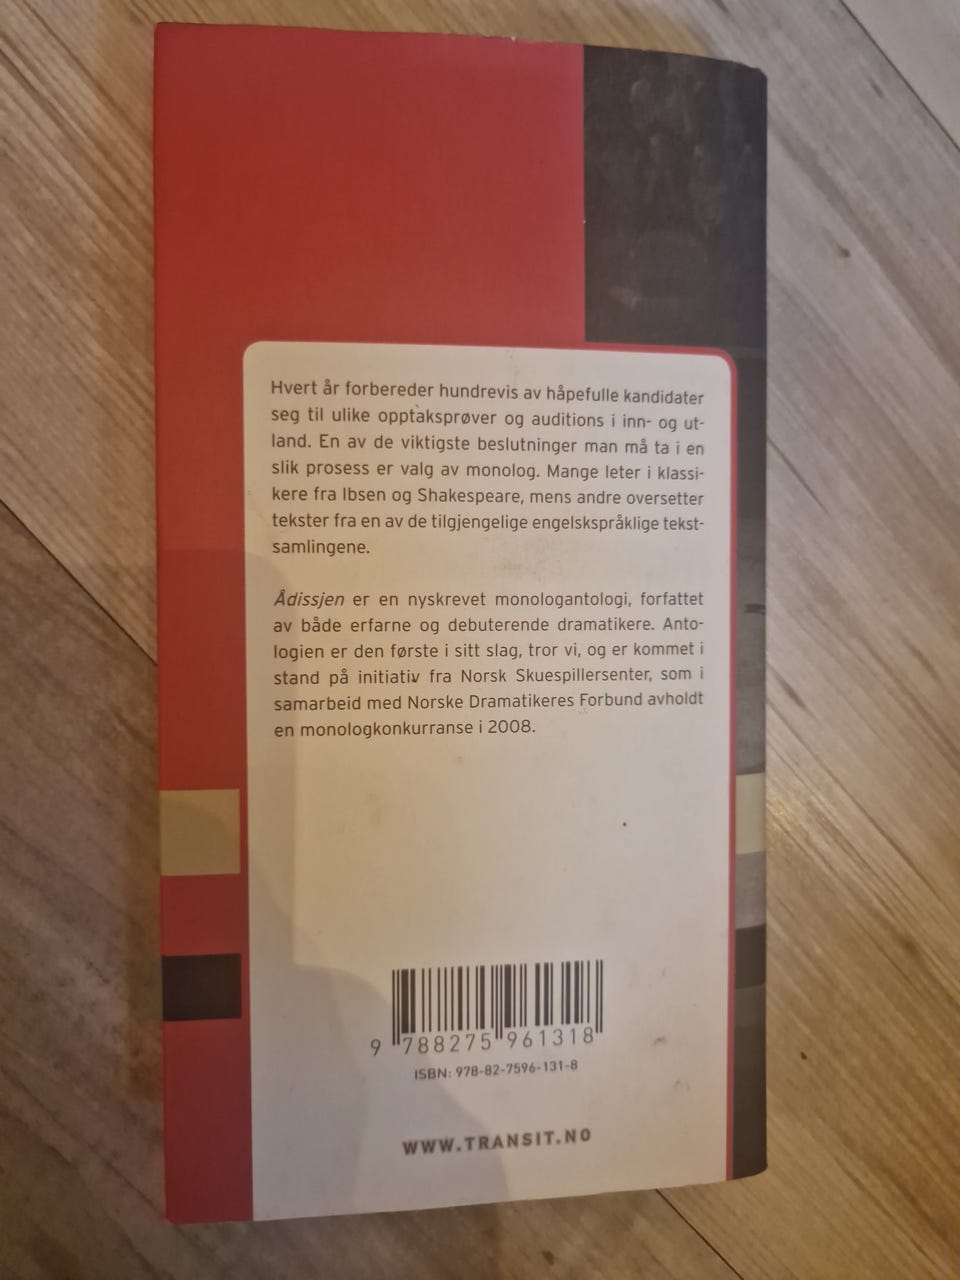 Hvert år forbereder hundrevis av håpefulle kandidater
seg til ulike opptaksprøver og auditions i inn- og ut-
land. En av de viktigste beslutninger man må ta i en
slik prosess er valg av monolog. Mange leter i klassi-
kere fra Ibsen og Shakespeare, mens andre oversetter
tekster fra en av de tilgjengelige engelskspråklige tekst-
samlingene.
Ådissjen er en nyskrevet monologantologi, forfattet
av både erfarne og debuterende dramatikere. Anto-
logien er den første i sitt slag, tror vi, og er kommet i
stand på initiativ fra Norsk Skuespillersenter, som i
samarbeid med Norske Dramatikeres Forbund avholdt
en monologkonkurranse i 2008.
9 788275 961318
ISBN: 978-82-7596-131-8
WWW.TRANSIT.NO